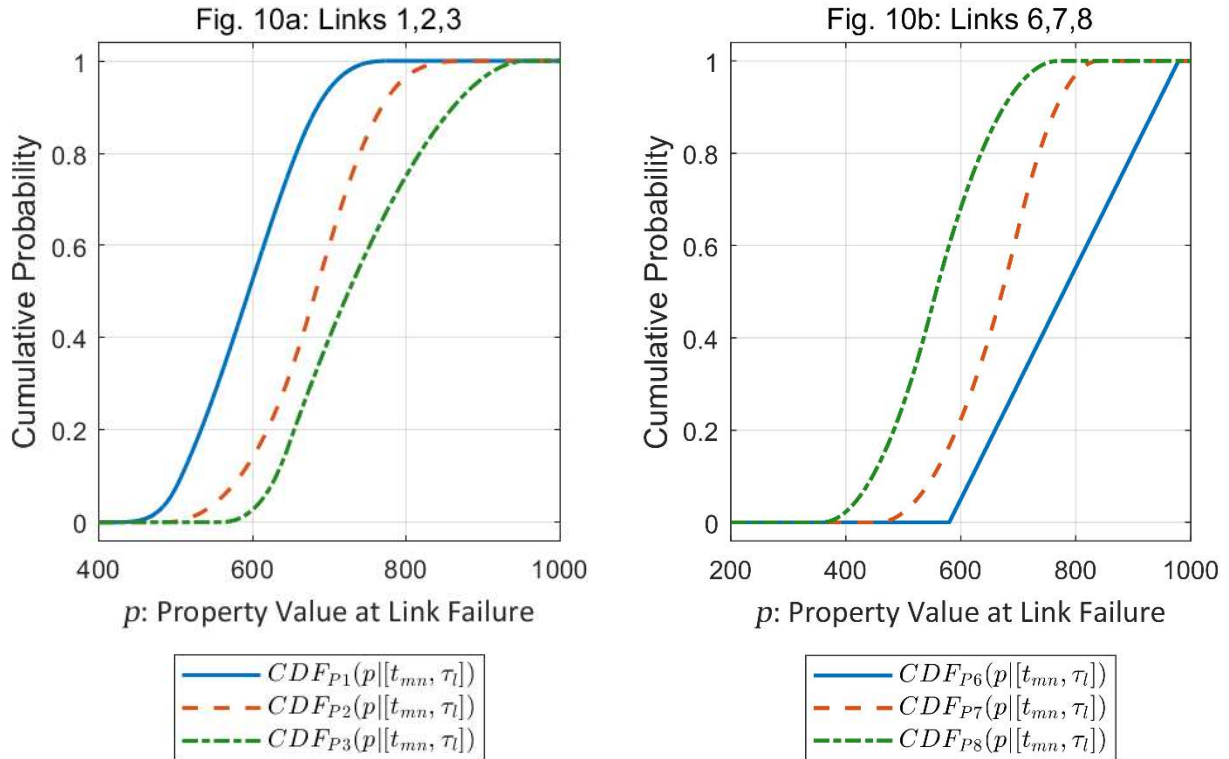 Fig. 10a: Links 1,2,3
1
0.8
0.6
0.4
0.2
0
Cumulative Probability
400 600 800 1000
p: Property Value at Link Failure
CDF_{P1}(p|[t_{mn}, τ_l])
CDF_{P2}(p|[t_{mn}, τ_l])
CDF_{P3}(p|[t_{mn}, τ_l])
Fig. 10b: Links 6,7,8
1
0.8
0.6
0.4
0.2
0
Cumulative Probability
200 400 600 800 1000
p: Property Value at Link Failure
CDF_{P6}(p|[t_{mn}, τ_l])
CDF_{P7}(p|[t_{mn}, τ_l])
CDF_{P8}(p|[t_{mn}, τ_l])